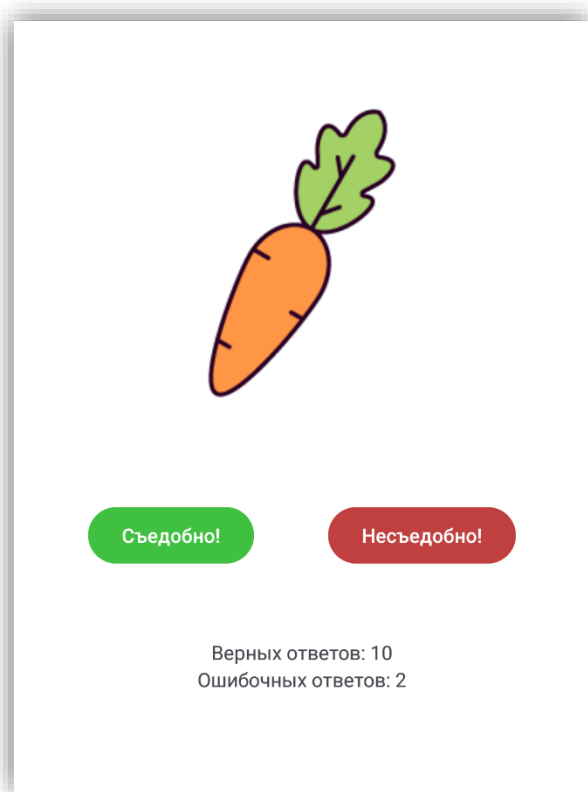 Съедобно!
Несъедобно!
Верных ответов: 10
Ошибочных ответов: 2